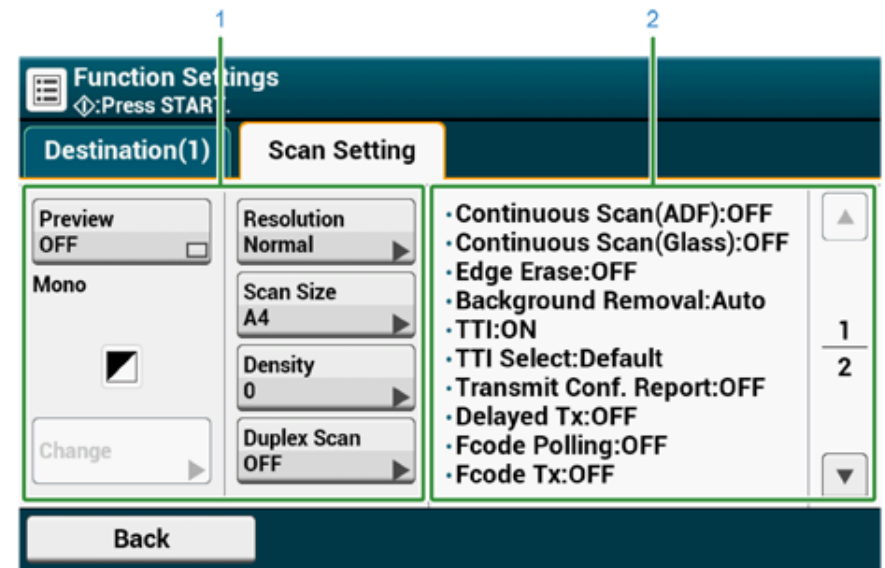 1
2
Function Settings
:Press START.
Destination(1)
Scan Setting
Preview
OFF
Mono
Change
Resolution
Normal
Scan Size
A4
Density
0
Duplex Scan
OFF
·Continuous Scan(ADF):OFF
·Continuous Scan(Glass):OFF
·Edge Erase:OFF
·Background Removal:Auto
·TTI:ON
·TTI Select:Default
·Transmit Conf. Report:OFF
·Delayed Tx:OFF
·Fcode Polling:OFF
·Fcode Tx:OFF
1
2
Back